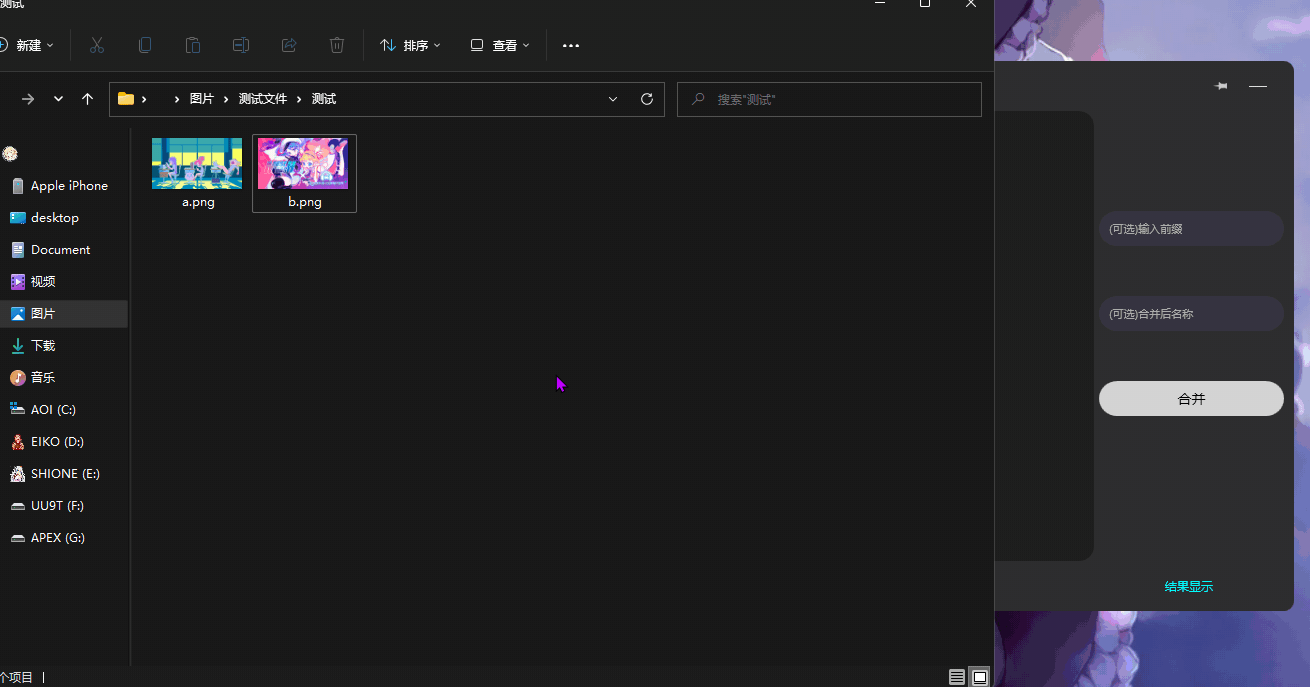 测试
新建
排序
查看
图片
测试文件
测试
搜索"测试"
a.png
b.png
Apple iPhone
desktop
Document
视频
图片
下载
音乐
AOI (C:)
EIKO (D:)
SHIONE (E:)
UU9T (F:)
APEX (G:)
个项目
(可选)输入前缀
(可选)合并后名称
合并
结果显示